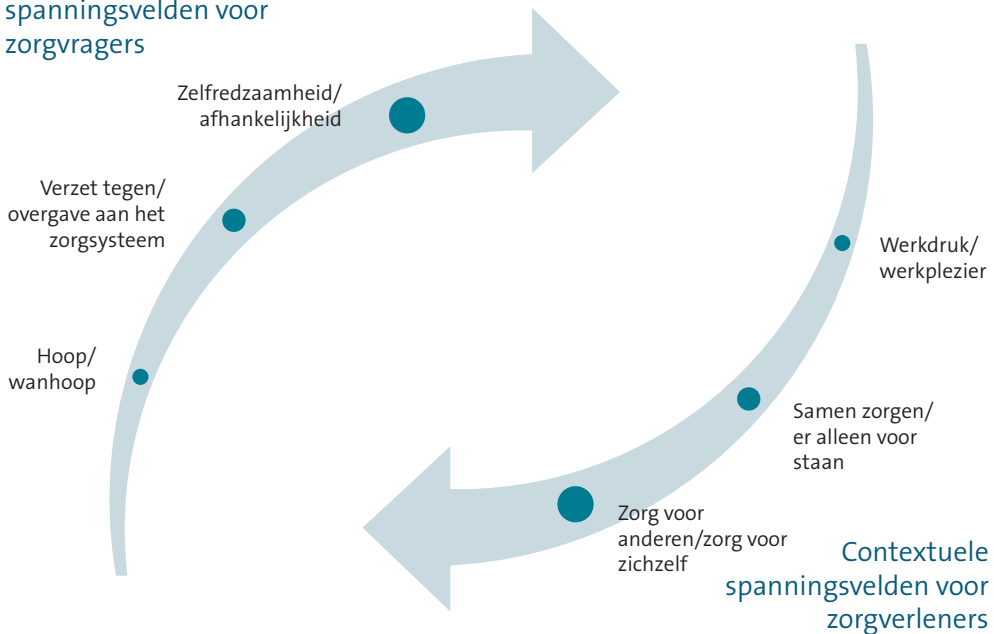 spanningsvelden voor
zorgvragers
Zelfredzaamheid/
afhankelijkheid
Verzet tegen/
overgave aan het
zorgsysteem
Hoop/
wanhoop
Werkdruk/
werkplezier
Samen zorgen/
er alleen voor
staan
Zorg voor
anderen/zorg voor
zichzelf
Contextuele
spanningsvelden voor
zorgverleners